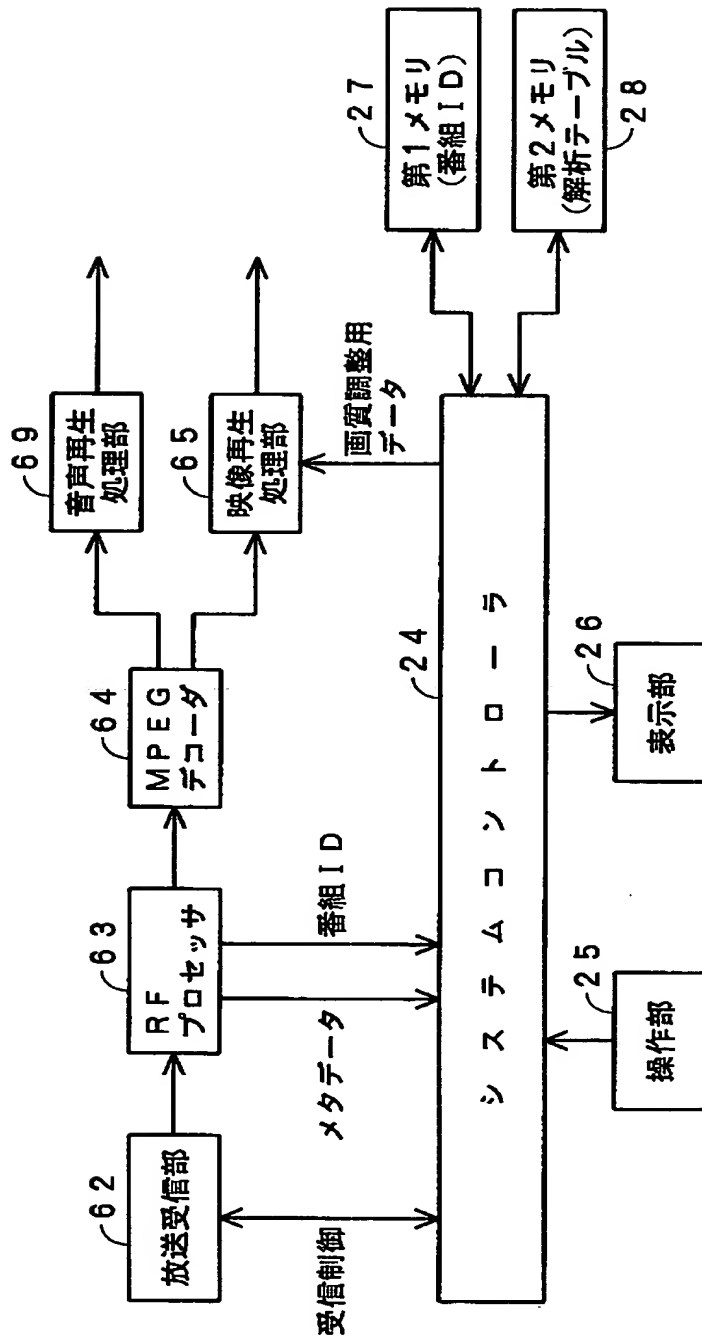 62
放送受信部
63
RF
プロセッサ
64
MPEG
デコーダ
69
音声再生
処理部
65
映像再生
処理部
受信制御
メタデータ
番組ID
画質調整用
データ
24
システムコントローラ
27
第1メモリ
(番組ID)
第2メモリ
(解析テーブル)
28
25
操作部
26
表示部